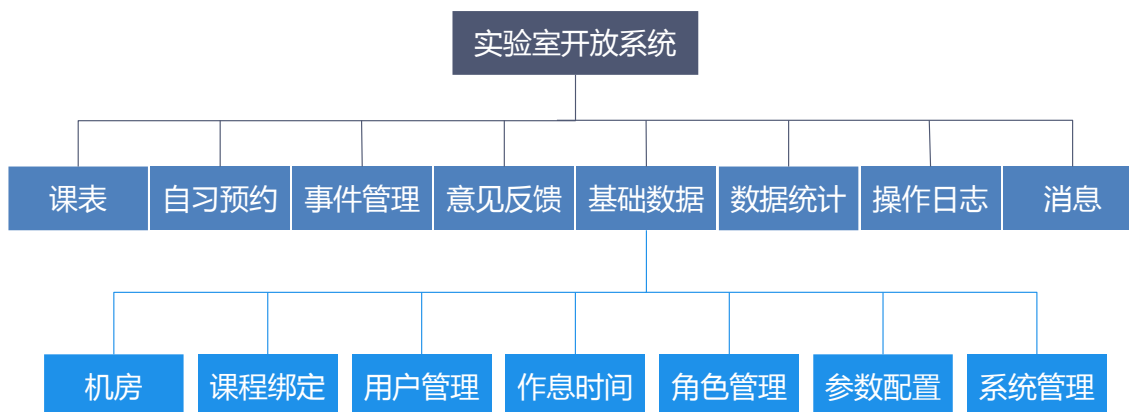 实验室开放系统
课表 自习预约 事件管理 意见反馈 基础数据 数据统计 操作日志 消息
机房 课程绑定 用户管理 作息时间 角色管理 参数配置 系统管理